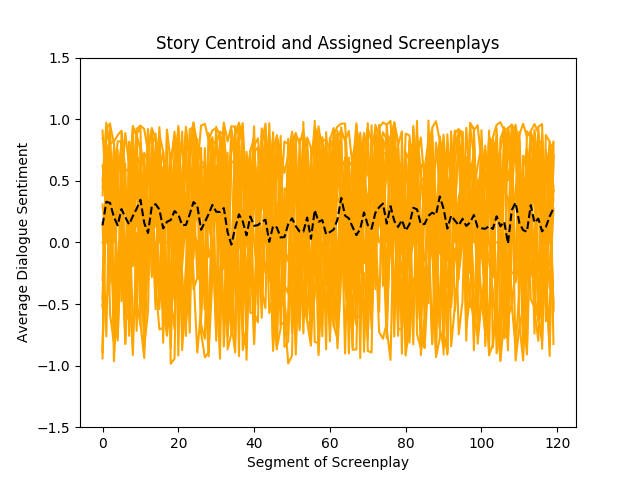 Story Centroid and Assigned Screenplays
1.5
1.0
0.5
0.0
−0.5
−1.0
−1.5
Average Dialogue Sentiment
0 20 40 60 80 100 120
Segment of Screenplay